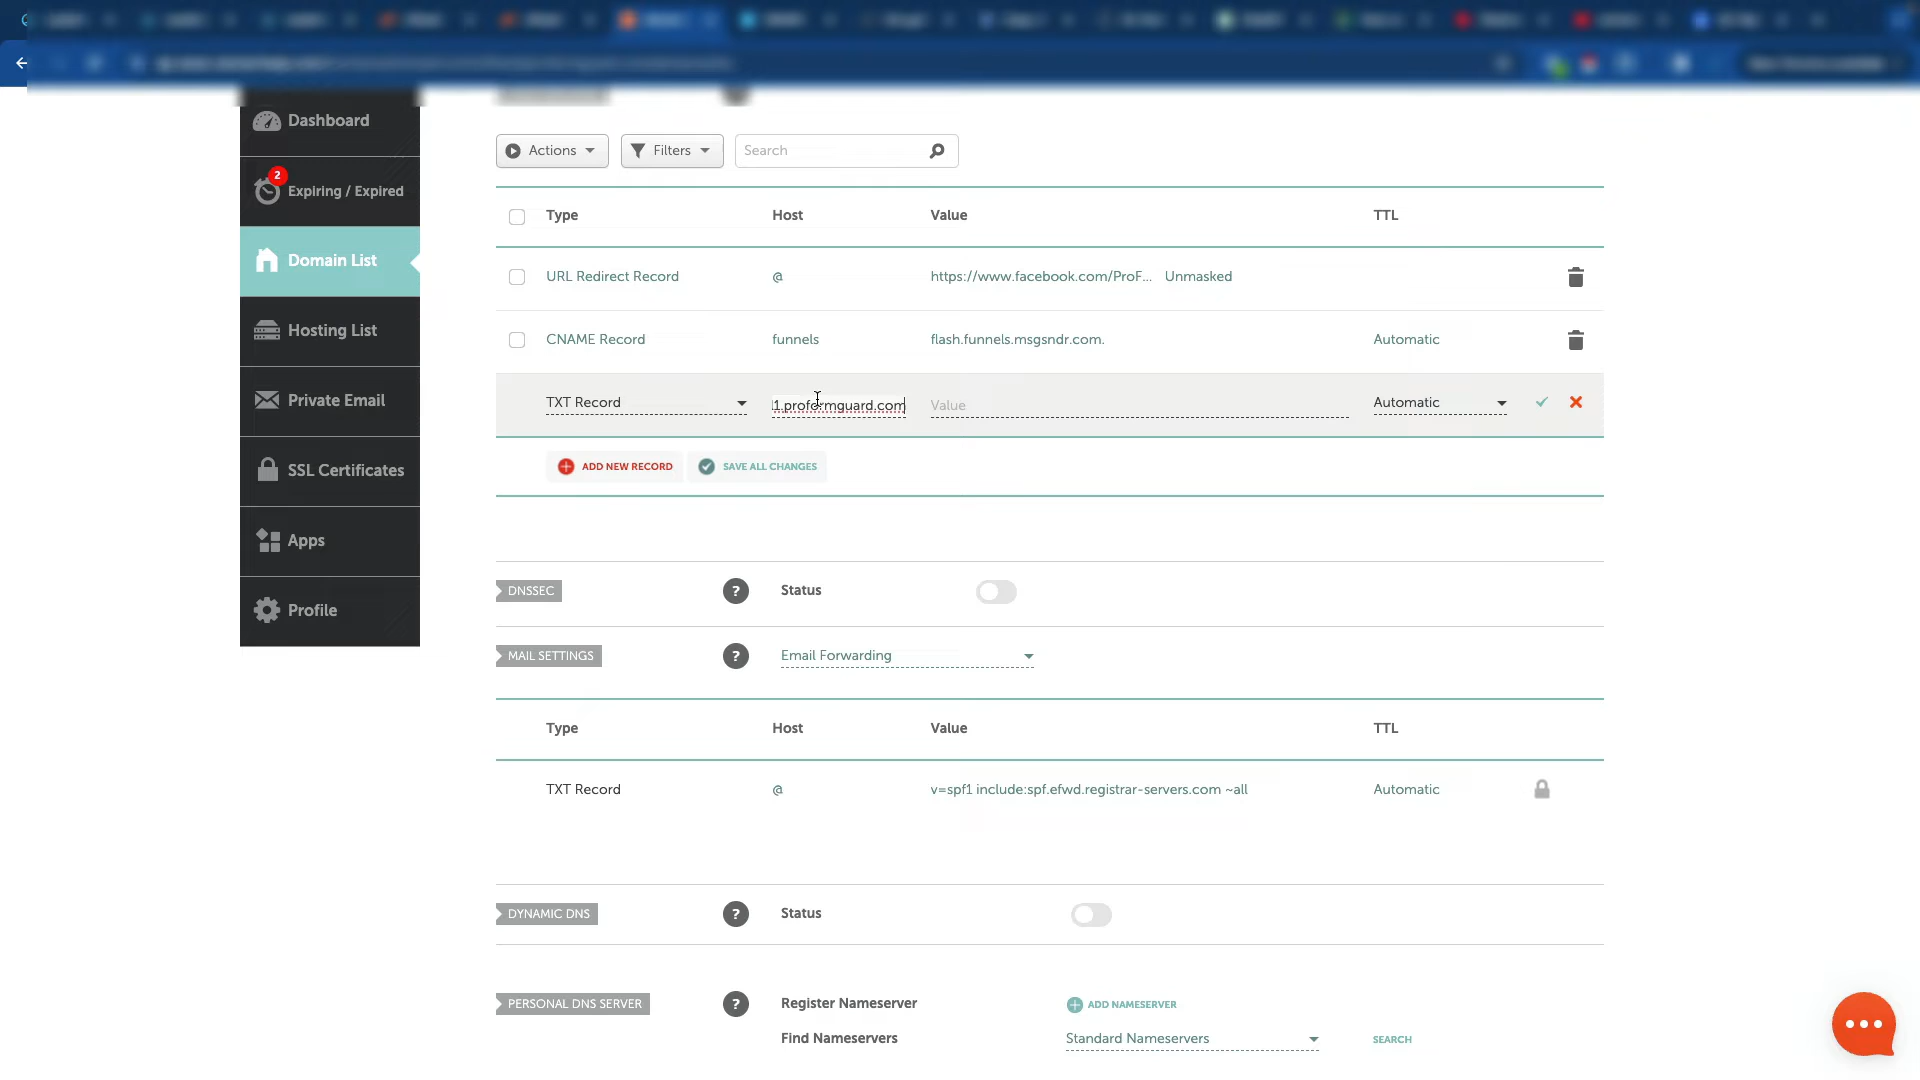 Dashboard
2
Expiring / Expired
Domain List
Hosting List
Private Email
SSL Certificates
Apps
Profile
Actions
Filters
Search
Type Host Value TTL
URL Redirect Record @ https://www.facebook.com/ProF... Unmasked
CNAME Record funnels flash.funnels.msgsndr.com. Automatic
TXT Record 1.proformguard.com Value Automatic
ADD NEW RECORD SAVE ALL CHANGES
DNSSEC ? Status
MAIL SETTINGS ? Email Forwarding
Type Host Value TTL
TXT Record @ v=spf1 include:spf.efwd.registrar-servers.com ~all Automatic
DYNAMIC DNS ? Status
PERSONAL DNS SERVER ? Register Nameserver ADD NAMESERVER
Find Nameservers Standard Nameservers SEARCH